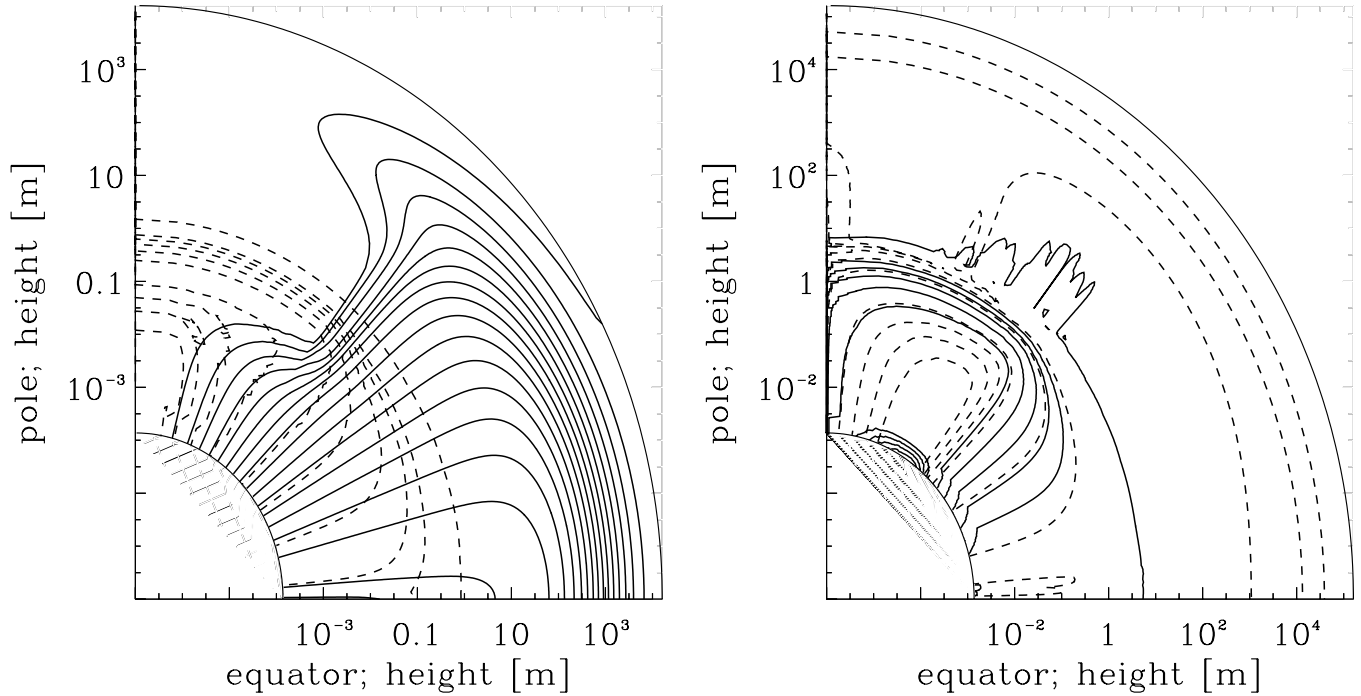 pole; height [m]
10³
10
0.1
10⁻³
10⁻³ 0.1 10 10³
equator; height [m]
pole; height [m]
10⁴
10²
1
10⁻²
10⁻² 1 10² 10⁴
equator; height [m]